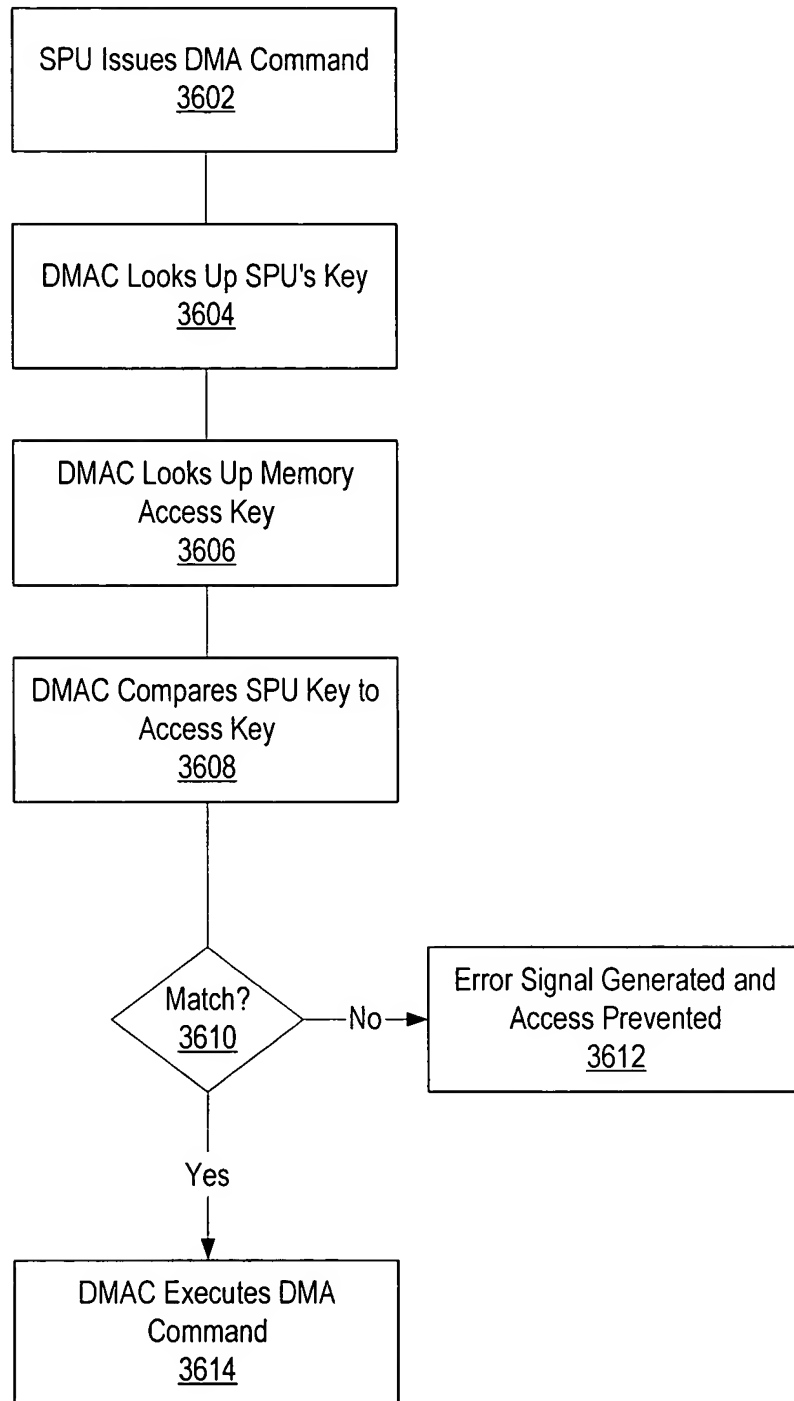 SPU Issues DMA Command
3602
DMAC Looks Up SPU's Key
3604
DMAC Looks Up Memory
Access Key
3606
DMAC Compares SPU Key to
Access Key
3608
Match?
3610
No
Error Signal Generated and
Access Prevented
3612
Yes
DMAC Executes DMA
Command
3614